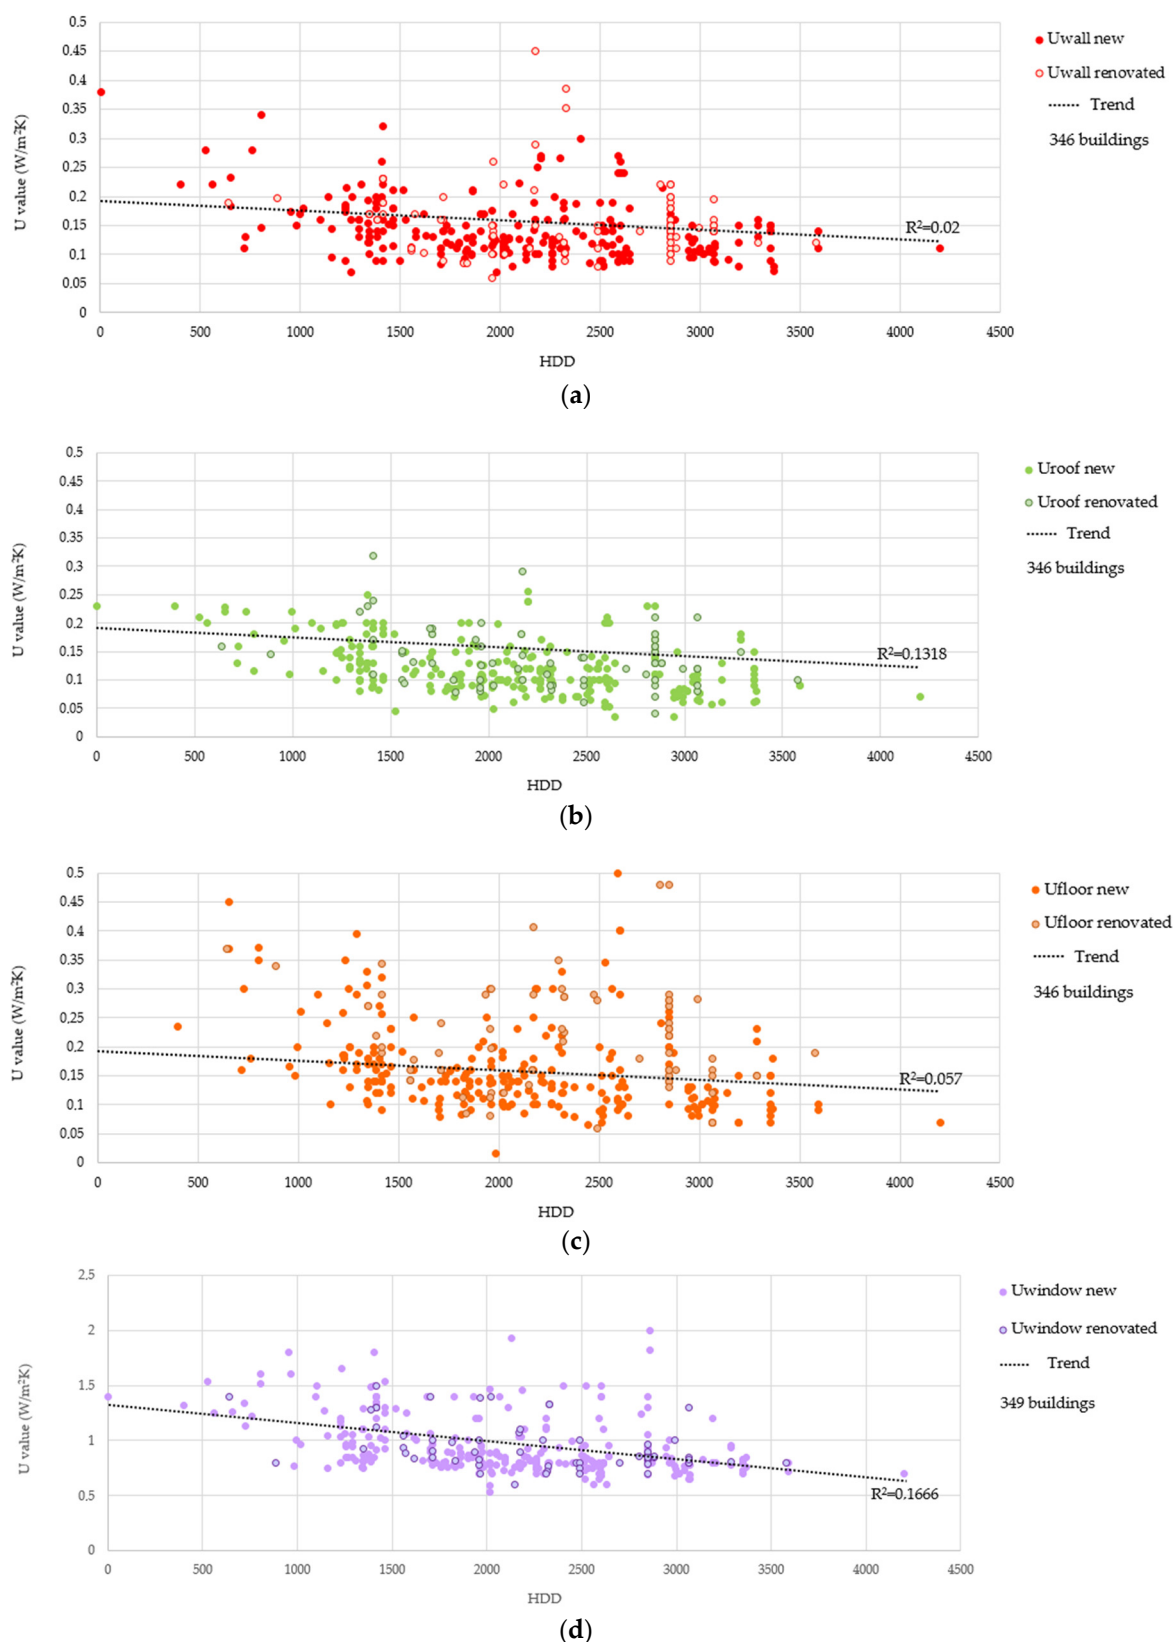 0.5
0.45
0.4
0.35
0.3
0.25
0.2
0.15
0.1
0.05
0
U value (W/m²K)
0 500 1000 1500 2000 2500 3000 3500 4000 4500
HDD
R²=0.02
Uwall new
Uwall renovated
Trend
346 buildings
(a)
0.5
0.45
0.4
0.35
0.3
0.25
0.2
0.15
0.1
0.05
0
U value (W/m²K)
0 500 1000 1500 2000 2500 3000 3500 4000 4500
HDD
R²=0.1318
Uroof new
Uroof renovated
Trend
346 buildings
(b)
0.5
0.45
0.4
0.35
0.3
0.25
0.2
0.15
0.1
0.05
0
U value (W/m²K)
0 500 1000 1500 2000 2500 3000 3500 4000 4500
HDD
R²=0.057
Ufloor new
Ufloor renovated
Trend
346 buildings
(c)
2.5
2
1.5
1
0.5
0
U value (W/m²K)
0 500 1000 1500 2000 2500 3000 3500 4000 4500
HDD
R²=0.1666
Uwindow new
Uwindow renovated
Trend
349 buildings
(d)